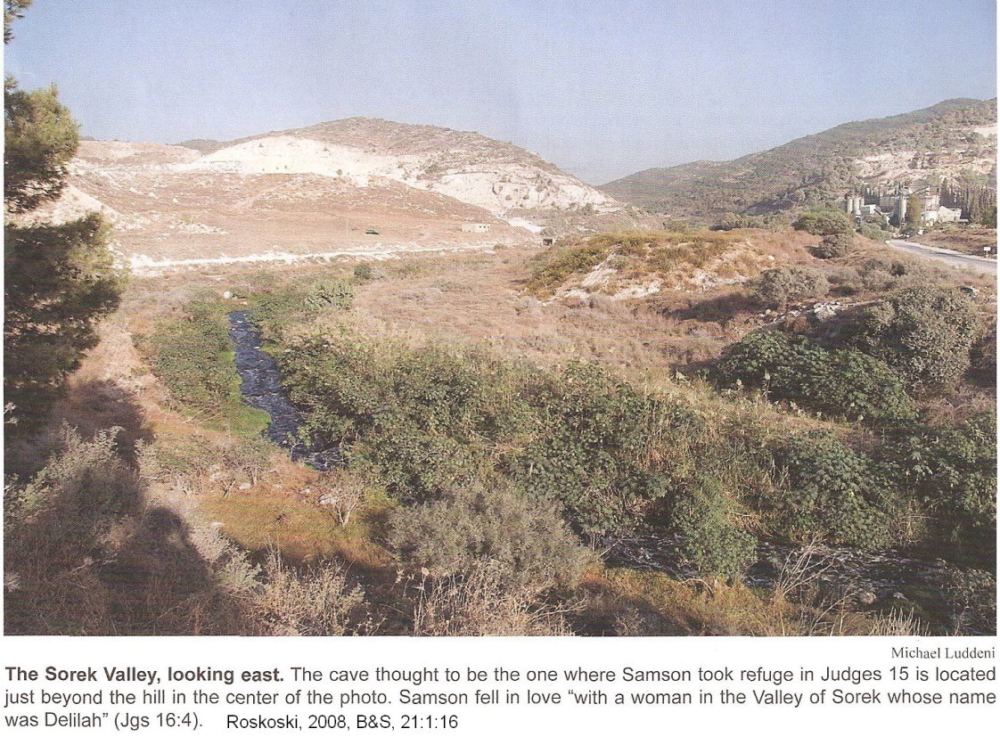 Michael Luddeni
The Sorek Valley, looking east. The cave thought to be the one where Samson took refuge in Judges 15 is located
just beyond the hill in the center of the photo. Samson fell in love “with a woman in the Valley of Sorek whose name
was Delilah” (Jgs 16:4). Roskoski, 2008, B&S, 21:1:16